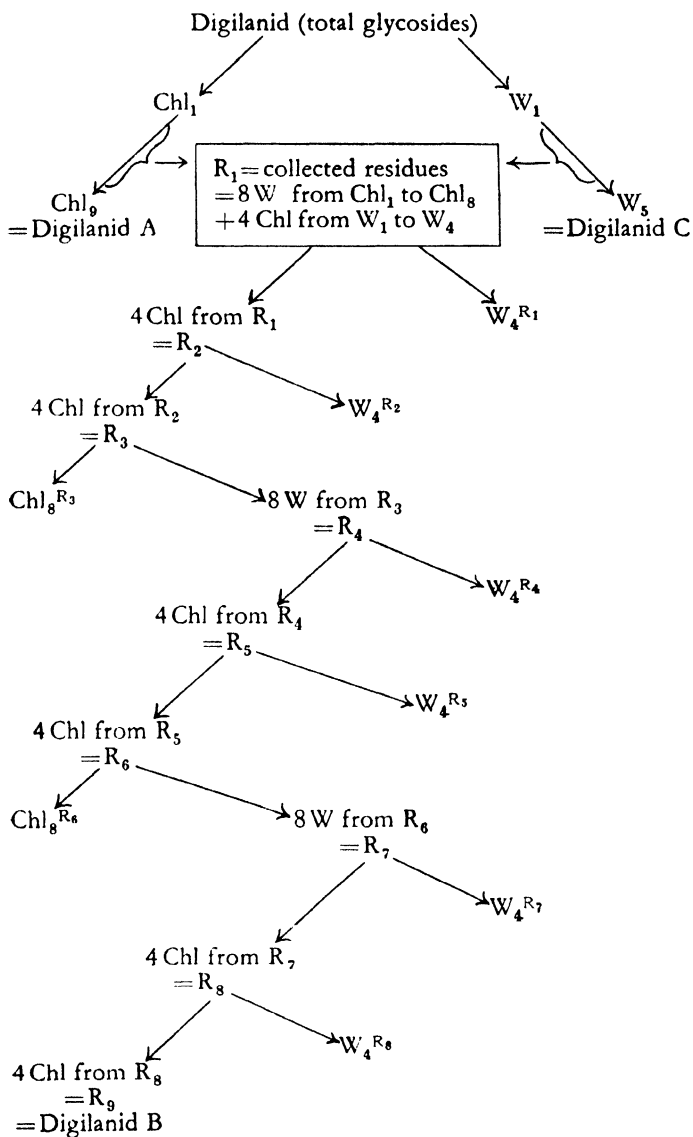 Digilanid (total glycosides)
Chl₁
W₁
R₁=collected residues
=8 W from Chl₁ to Chl₈
+4 Chl from W₁ to W₄
Chl₉
=Digilanid A
W₅
=Digilanid C
4 Chl from R₁
=R₂
W₄ᴿ¹
4 Chl from R₂
=R₃
W₄ᴿ²
Chl₈ᴿ³
8 W from R₃
=R₄
W₄ᴿ⁴
4 Chl from R₄
=R₅
W₄ᴿ⁵
4 Chl from R₅
=R₆
Chl₈ᴿ⁶
8 W from R₆
=R₇
W₄ᴿ⁷
4 Chl from R₇
=R₈
W₄ᴿ⁸
4 Chl from R₈
=R₉
=Digilanid B